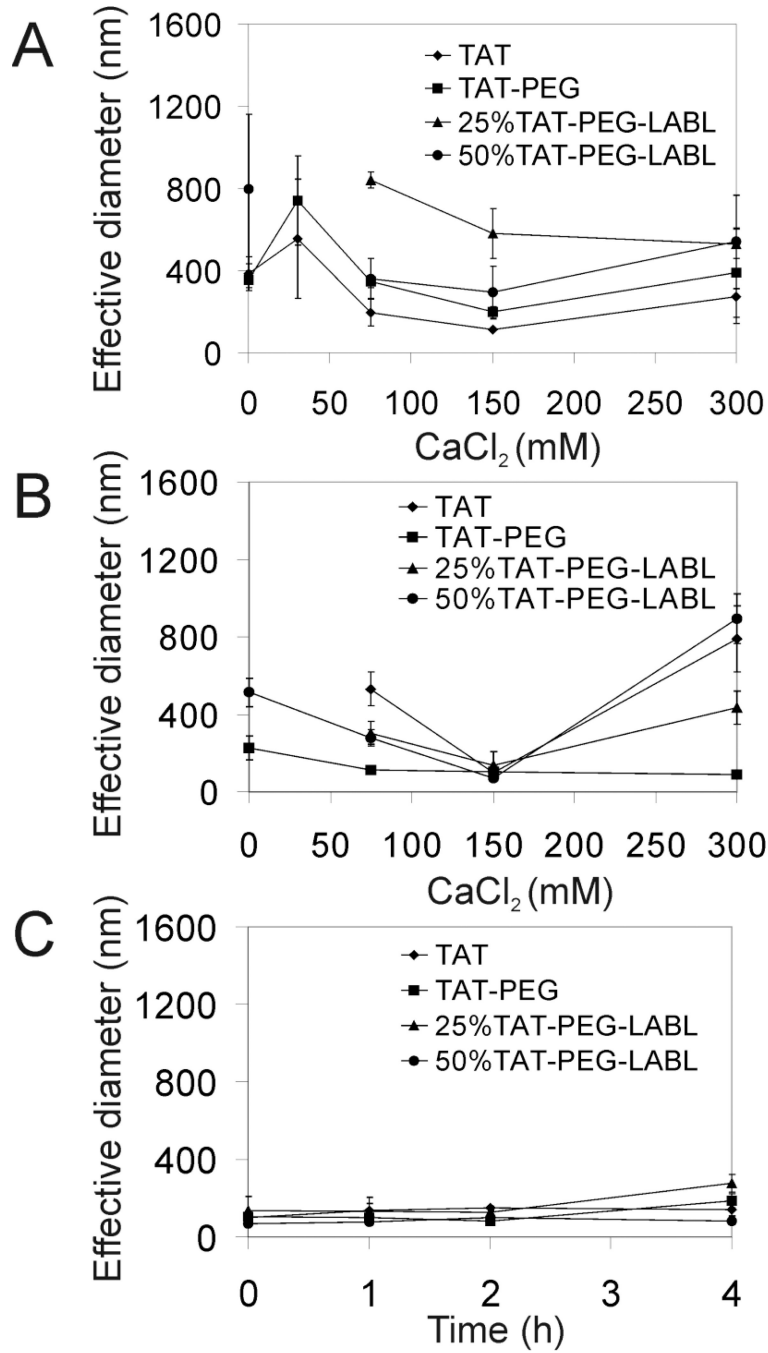 A
Effective diameter (nm)
1600
1200
800
400
0
TAT
TAT-PEG
25%TAT-PEG-LABL
50%TAT-PEG-LABL
0 50 100 150 200 250 300
CaCl₂ (mM)
B
Effective diameter (nm)
1600
1200
800
400
0
TAT
TAT-PEG
25%TAT-PEG-LABL
50%TAT-PEG-LABL
0 50 100 150 200 250 300
CaCl₂ (mM)
C
Effective diameter (nm)
1600
1200
800
400
0
TAT
TAT-PEG
25%TAT-PEG-LABL
50%TAT-PEG-LABL
0 1 2 3 4
Time (h)